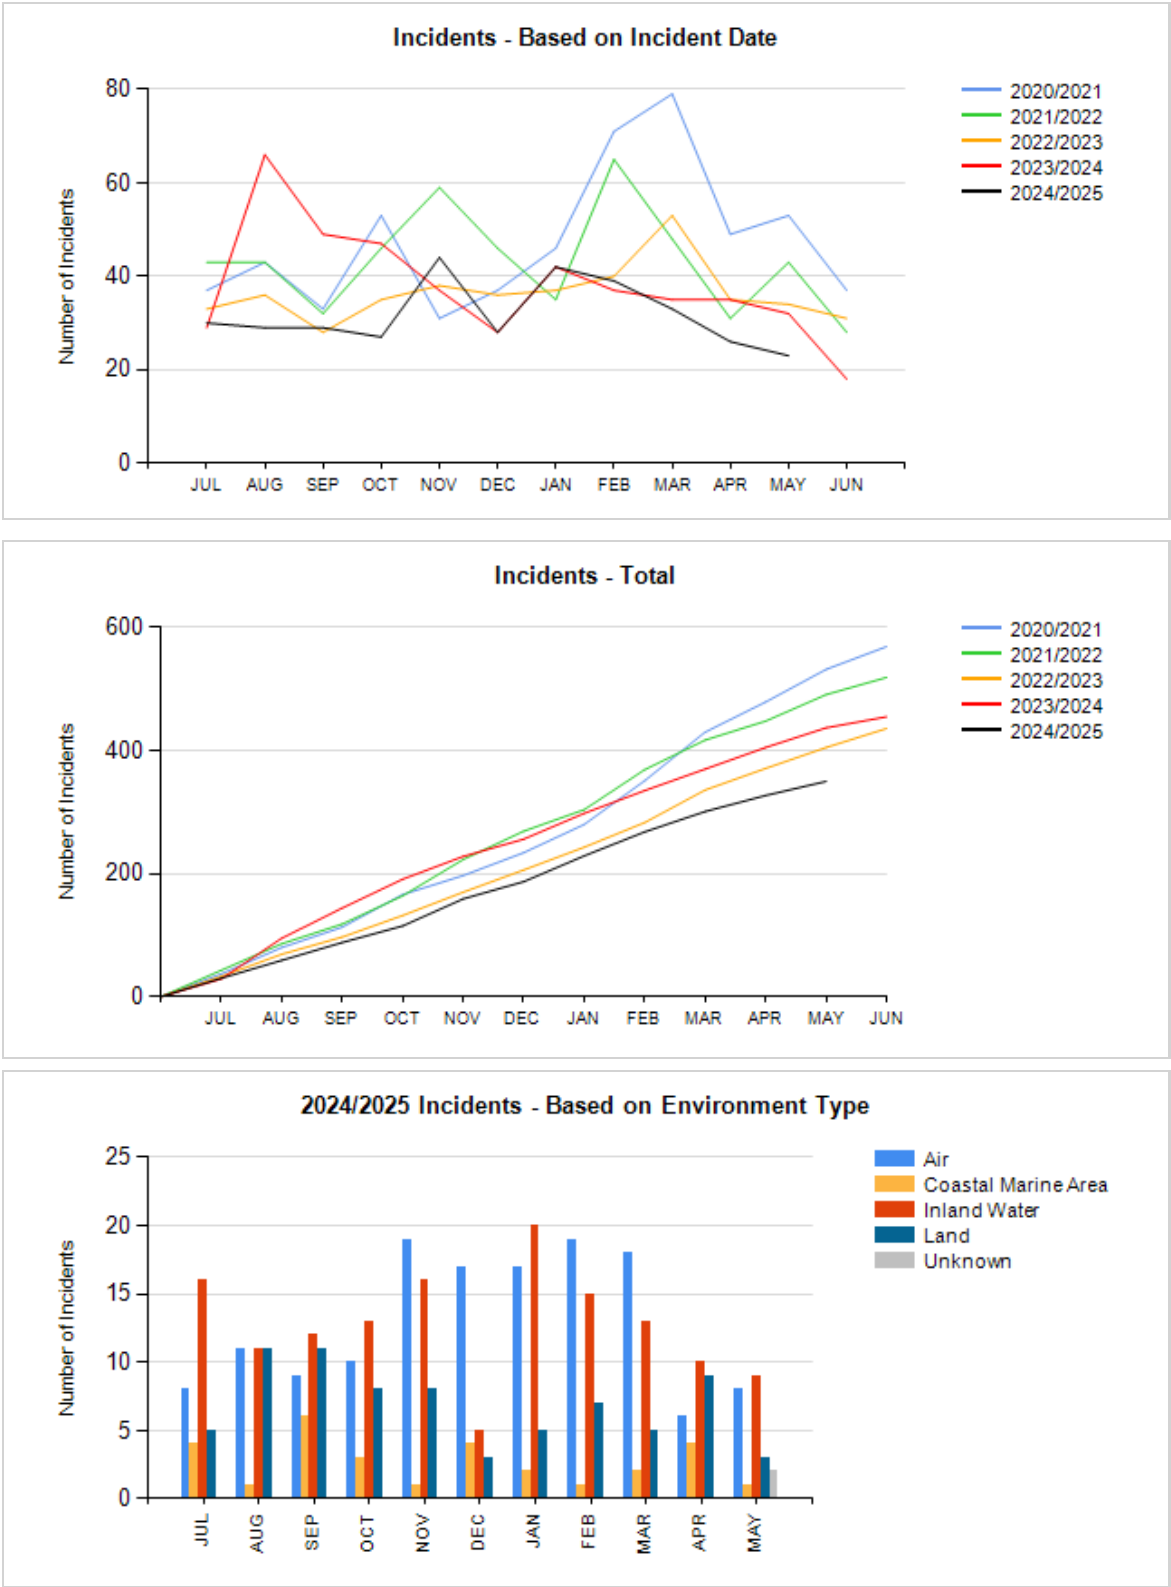 Incidents - Based on Incident Date
80
60
40
20
0
Number of Incidents
JUL AUG SEP OCT NOV DEC JAN FEB MAR APR MAY JUN
2020/2021
2021/2022
2022/2023
2023/2024
2024/2025
Incidents - Total
600
400
200
0
Number of Incidents
JUL AUG SEP OCT NOV DEC JAN FEB MAR APR MAY JUN
2020/2021
2021/2022
2022/2023
2023/2024
2024/2025
2024/2025 Incidents - Based on Environment Type
25
20
15
10
5
0
Number of Incidents
JUL AUG SEP OCT NOV DEC JAN FEB MAR APR MAY
Air
Coastal Marine Area
Inland Water
Land
Unknown